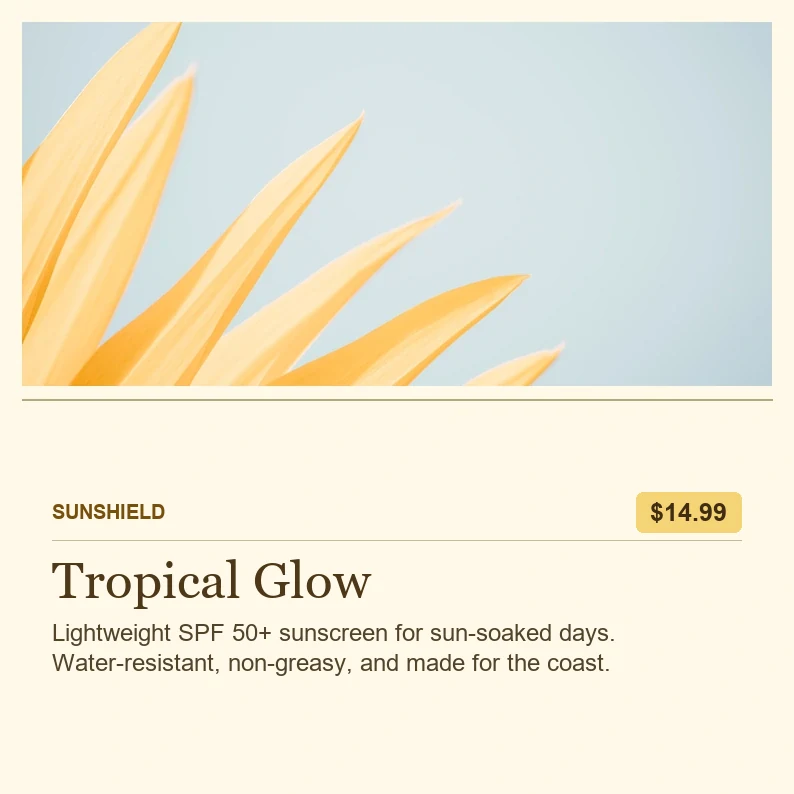 SUNSHIELD
$14.99
Tropical Glow
Lightweight SPF 50+ sunscreen for sun-soaked days.
Water-resistant, non-greasy, and made for the coast.